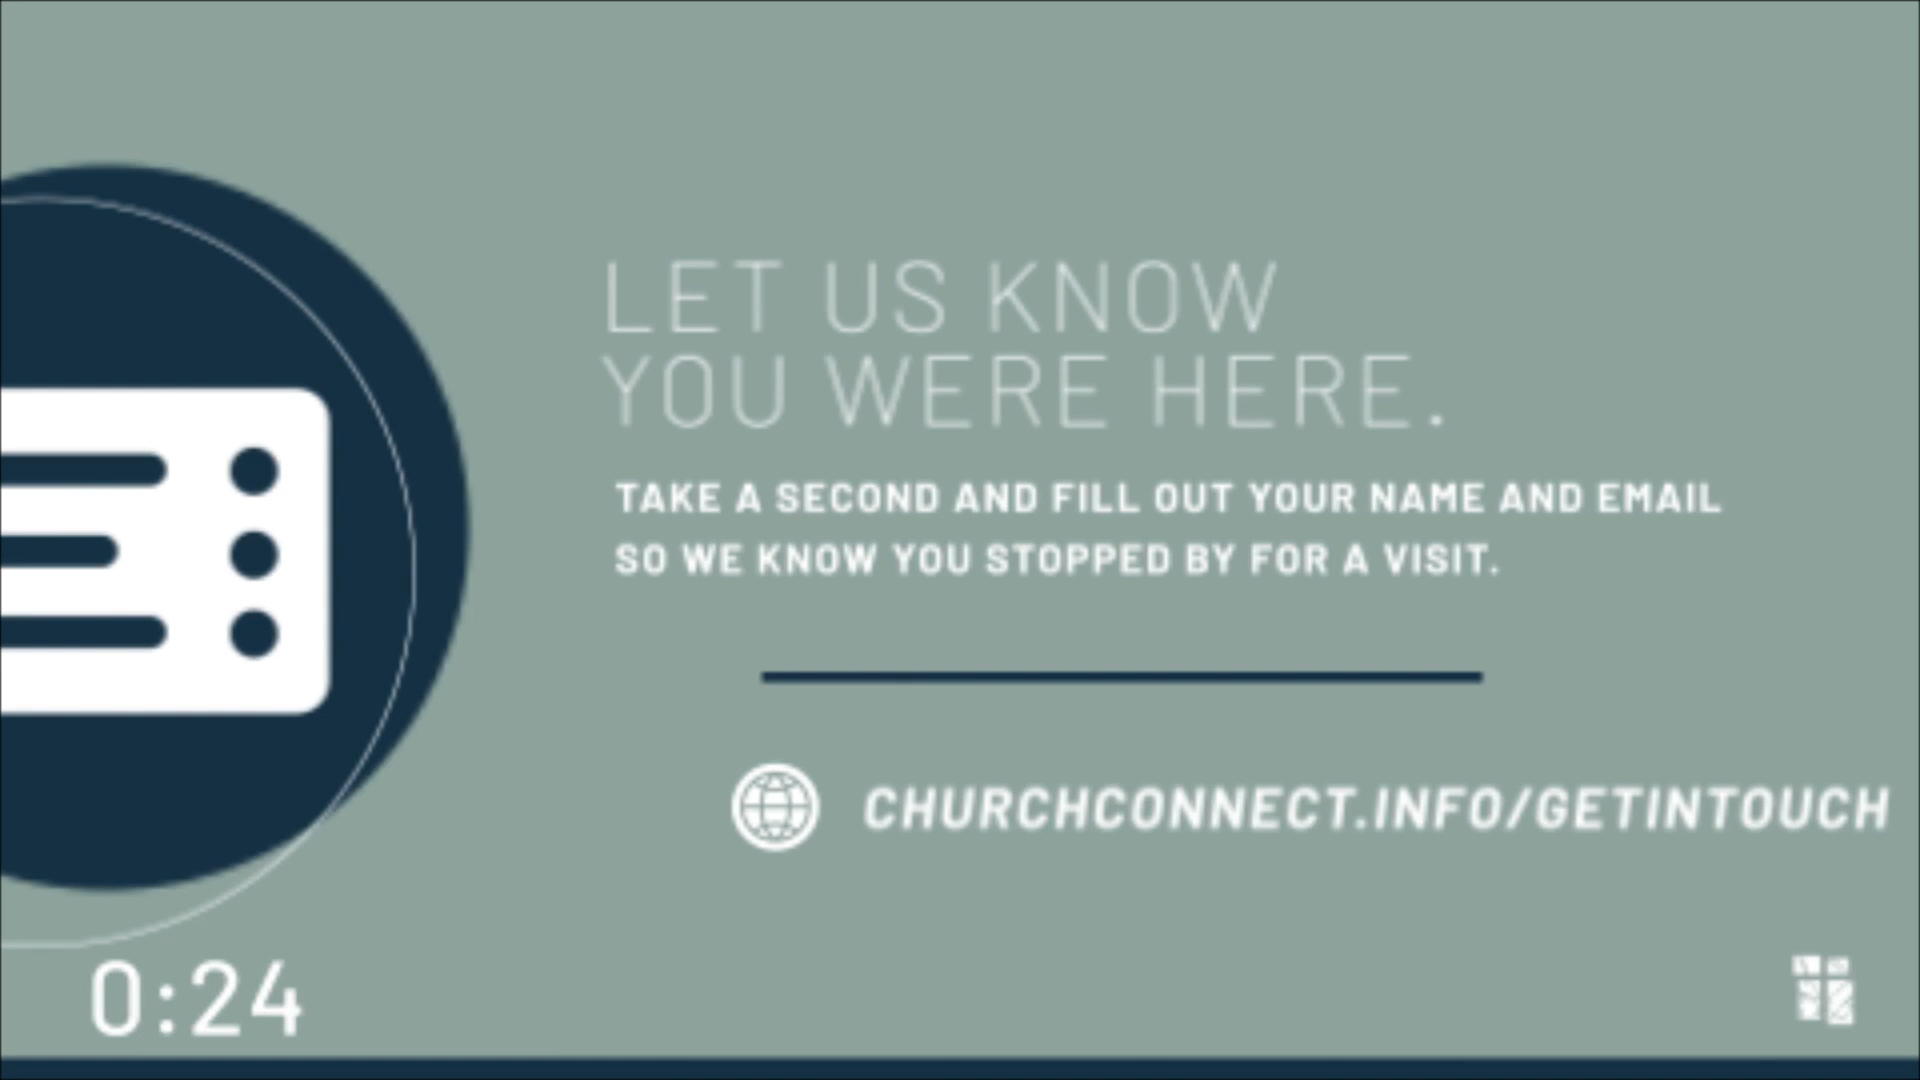 LET US KNOW
YOU WERE HERE.
TAKE A SECOND AND FILL OUT YOUR NAME AND EMAIL
SO WE KNOW YOU STOPPED BY FOR A VISIT.
CHURCHCONNECT.INFO/GETINTOUCH
0:24